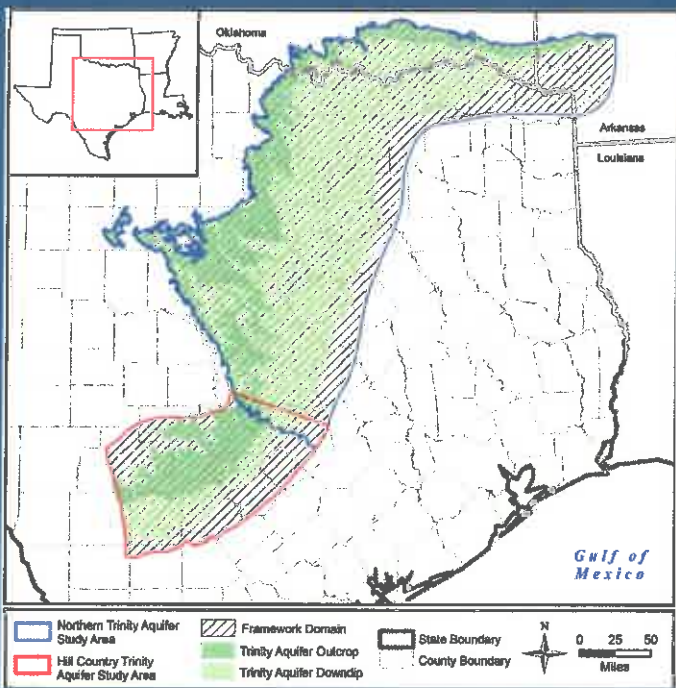 Oklahoma
Arkansas
Louisiana
Gulf of
Mexico
Northern Trinity Aquifer
Study Area
Hill Country Trinity
Aquifer Study Area
Framework Domain
Trinity Aquifer Outcrop
Trinity Aquifer Downdip
State Boundary
County Boundary
N
0 25 50
Miles